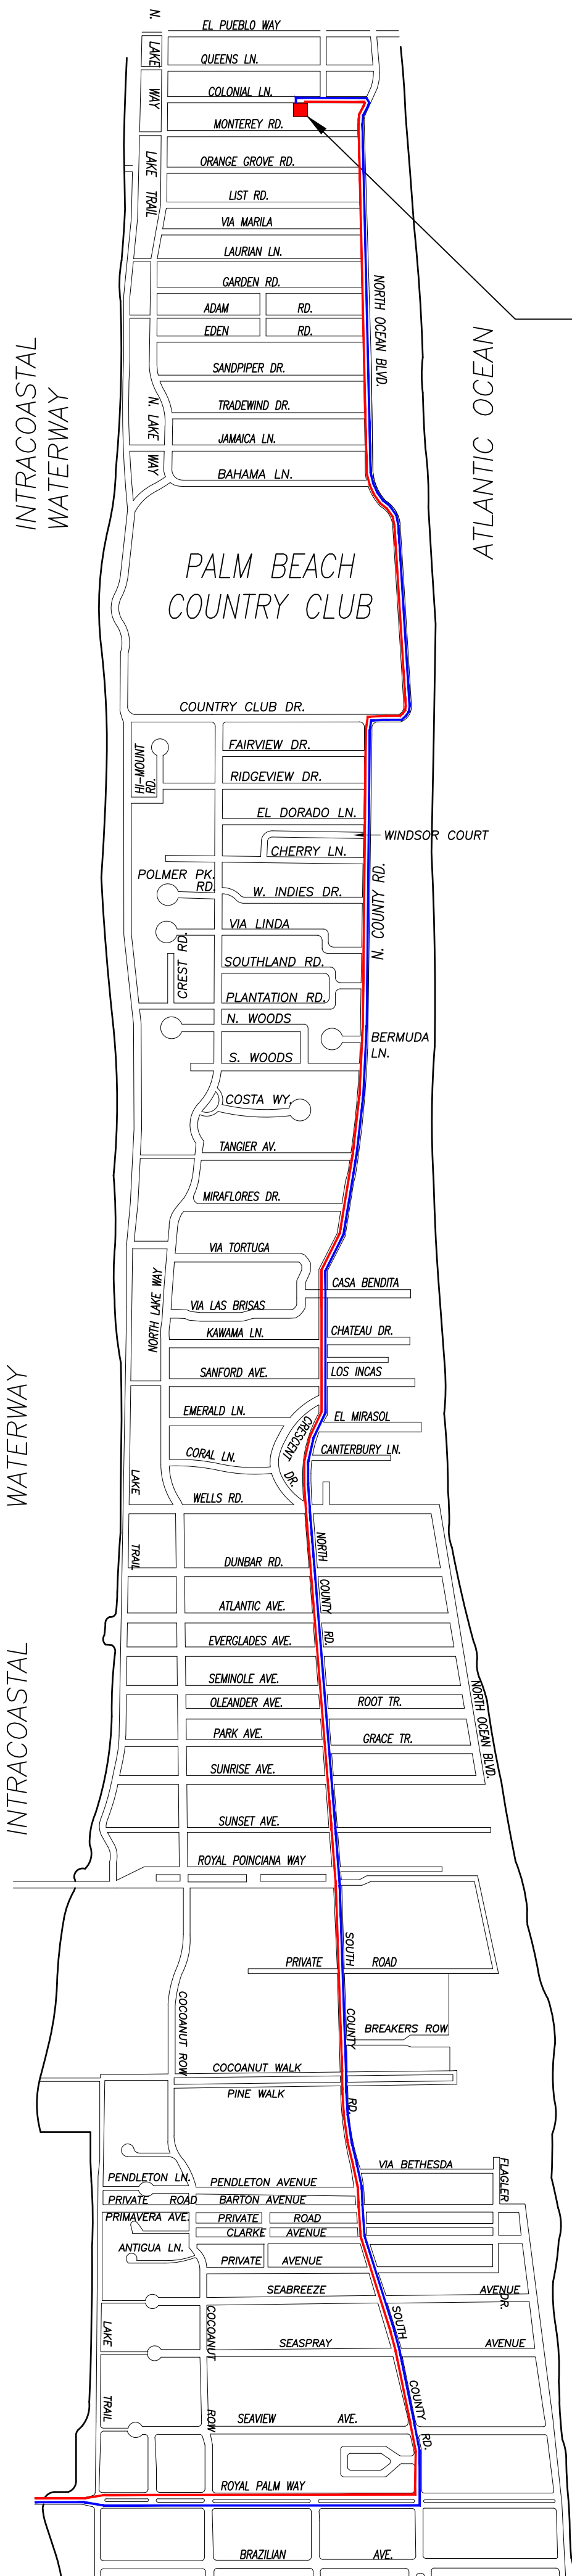 N.
LAKE
WAY
EL PUEBLO WAY
QUEENS LN.
COLONIAL LN.
MONTEREY RD.
LAKE TRAIL
ORANGE GROVE RD.
LIST RD.
VIA MARILA
LAURIAN LN.
GARDEN RD.
NORTH OCEAN BLVD.
ADAM RD.
EDEN RD.
INTRACOASTAL
WATERWAY
ATLANTIC OCEAN
SANDPIPER DR.
N. LAKE WAY
TRADEWIND DR.
JAMAICA LN.
BAHAMA LN.
PALM BEACH
COUNTRY CLUB
COUNTRY CLUB DR.
HI-MOUNT
RD.
FAIRVIEW DR.
RIDGEVIEW DR.
EL DORADO LN.
WINDSOR COURT
CHERRY LN.
POLMER PK.
RD.
W. INDIES DR.
N. COUNTY RD.
VIA LINDA
CREST RD.
SOUTHLAND RD.
PLANTATION RD.
N. WOODS
BERMUDA
LN.
S. WOODS
COSTA WY.
TANGIER AV.
MIRAFLORES DR.
VIA TORTUGA
NORTH LAKE WAY
CASA BENDITA
VIA LAS BRISAS
KAWAMA LN.
CHATEAU DR.
SANFORD AVE.
LOS INCAS
WATERWAY
EMERALD LN.
CRESCENT
DR.
EL MIRASOL
CORAL LN.
CANTERBURY LN.
LAKE
TRAIL
WELLS RD.
NORTH
COUNTY
RD.
DUNBAR RD.
ATLANTIC AVE.
EVERGLADES AVE.
INTRACOASTAL
SEMINOLE AVE.
OLEANDER AVE.
ROOT TR.
NORTH OCEAN BLVD.
PARK AVE.
GRACE TR.
SUNRISE AVE.
SUNSET AVE.
ROYAL POINCIANA WAY
SOUTH
COUNTY
RD.
PRIVATE ROAD
COCOANUT ROW
BREAKERS ROW
COCOANUT WALK
PINE WALK
VIA BETHESDA
FLAGLER
DR.
PENDLETON LN.
PENDLETON AVENUE
PRIVATE ROAD
BARTON AVENUE
PRIMAVERA AVE.
PRIVATE ROAD
CLARKE AVENUE
ANTIGUA LN.
PRIVATE AVENUE
SEABREEZE AVENUE
LAKE
TRAIL
COCOANUT
ROW
SOUTH
COUNTY
RD.
SEASPRAY AVENUE
SEAVIEW AVE.
ROYAL PALM WAY
BRAZILIAN AVE.